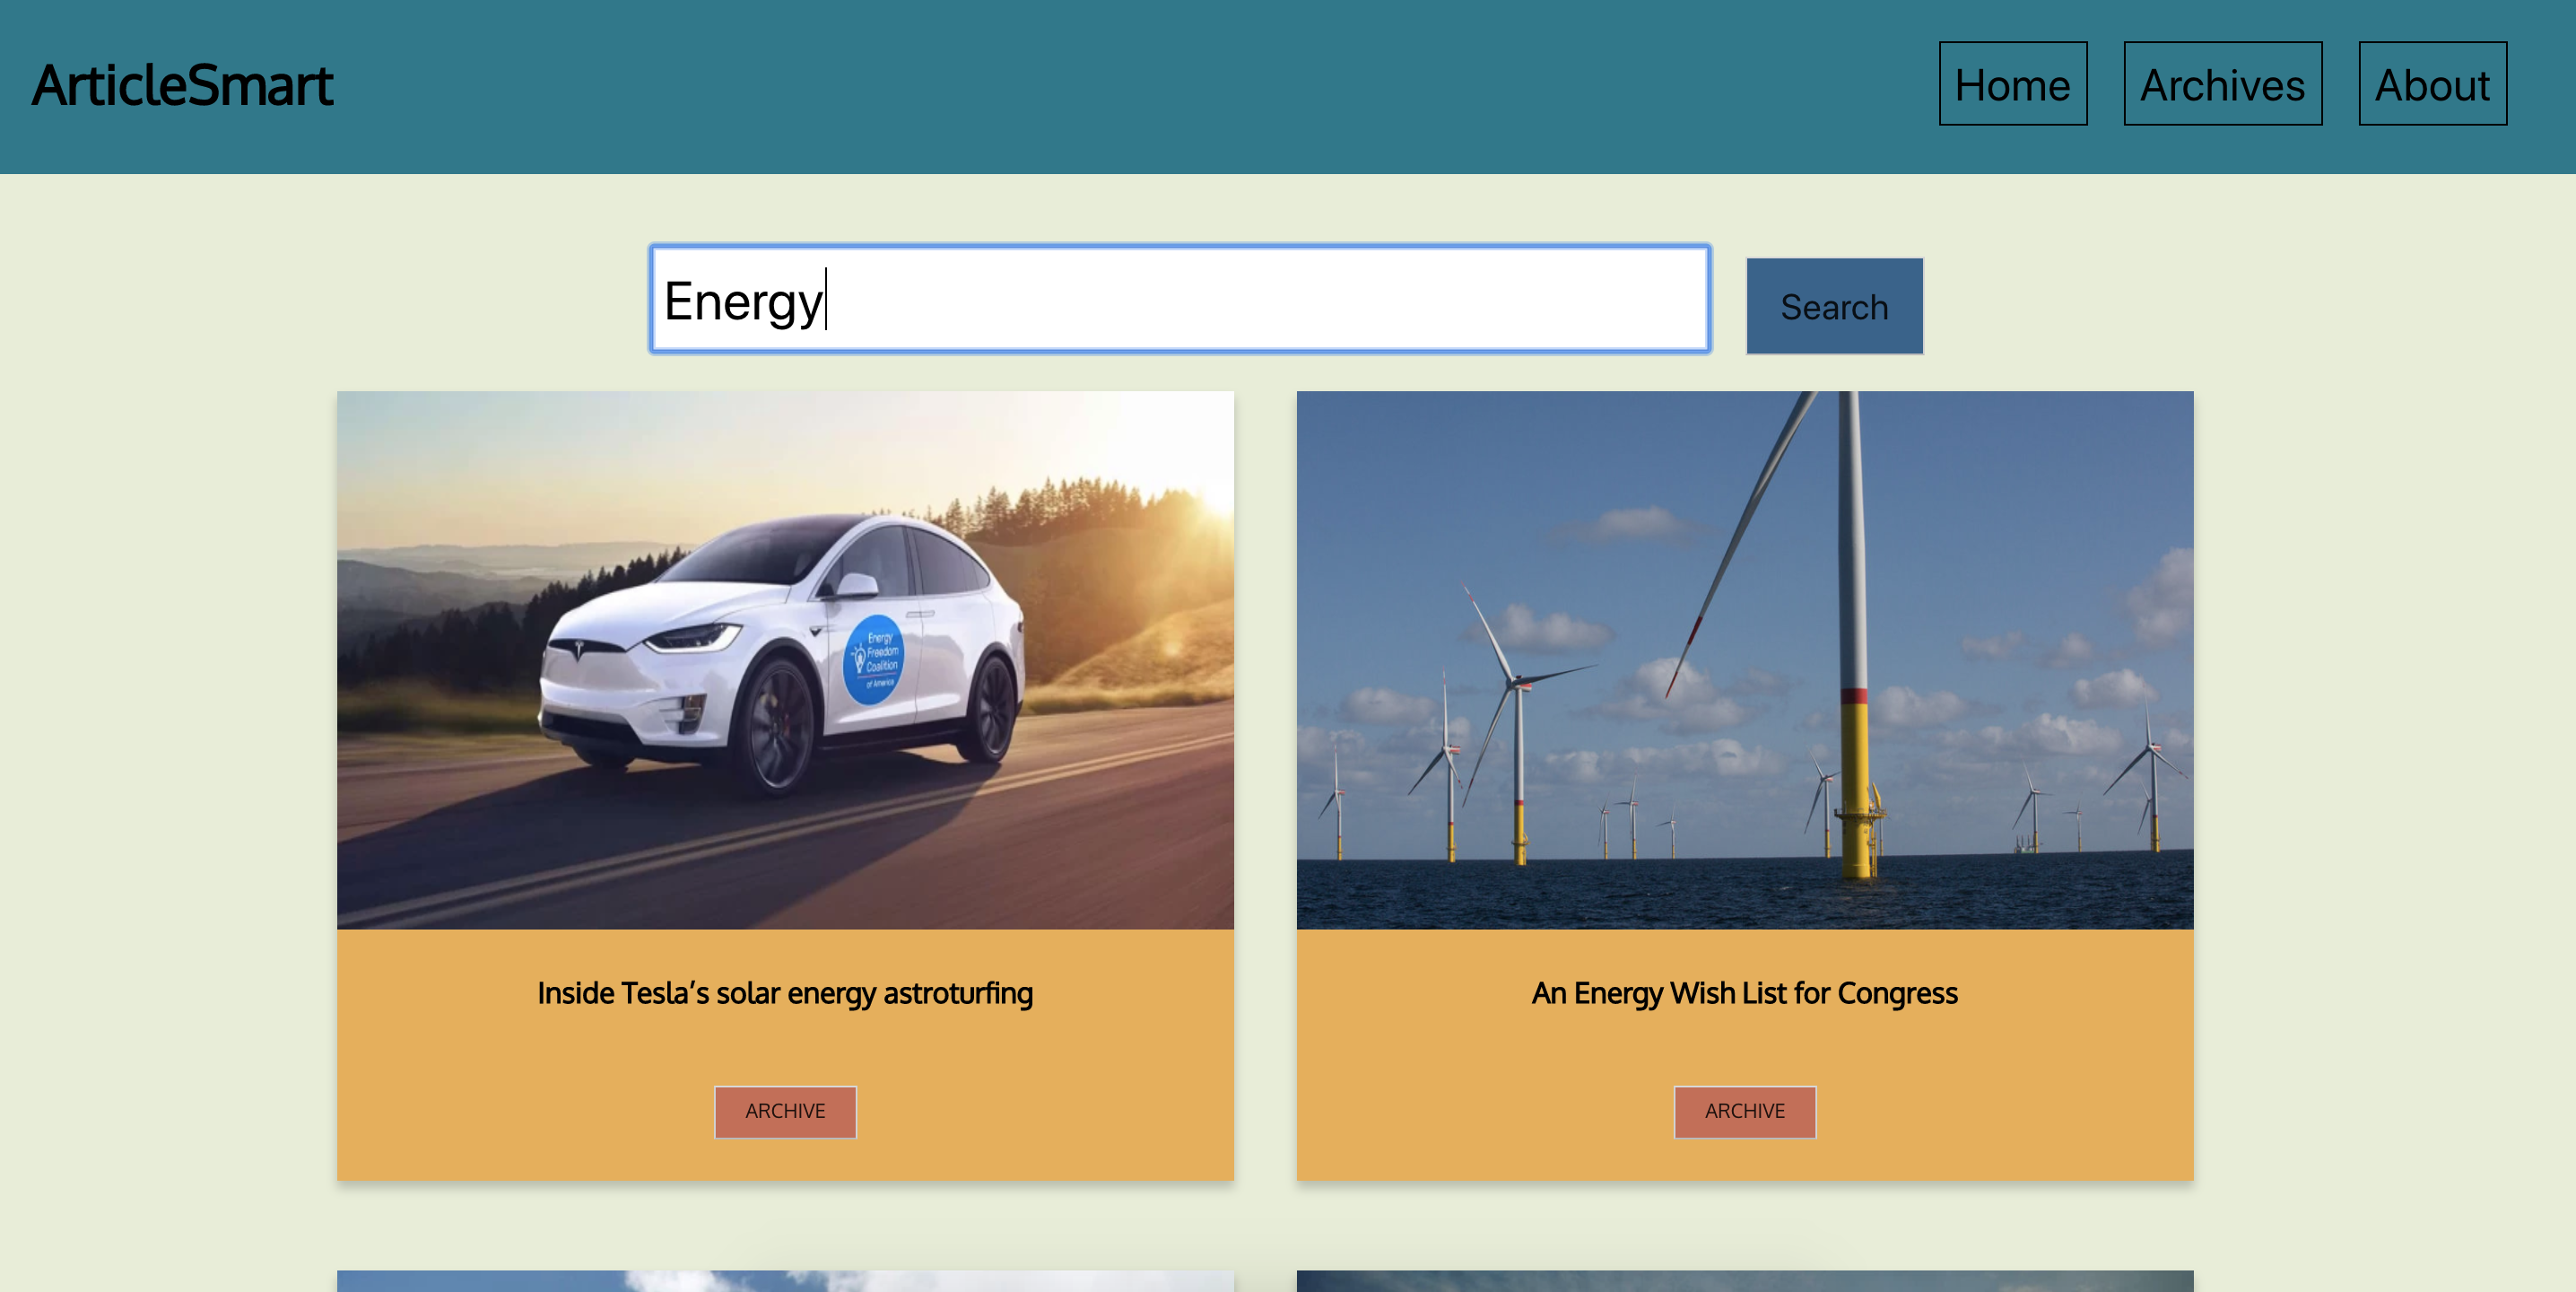 ArticleSmart
Home
Archives
About
Energy
Search
Energy
Freedom
Coalition
of America
Inside Tesla’s solar energy astroturfing
An Energy Wish List for Congress
ARCHIVE
ARCHIVE